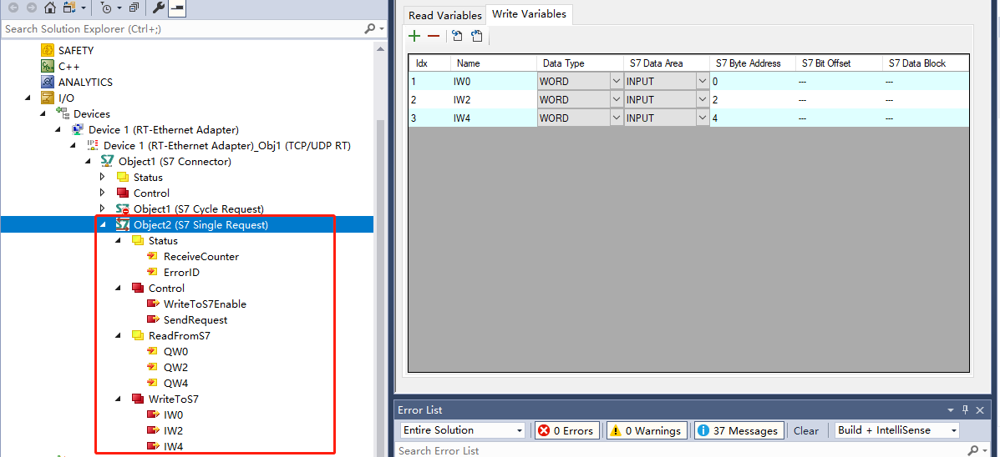 Search Solution Explorer (Ctrl+;)
SAFETY
C++
ANALYTICS
I/O
Devices
Device 1 (RT-Ethernet Adapter)
Device 1 (RT-Ethernet Adapter)_Obj1 (TCP/UDP RT)
Object1 (S7 Connector)
Status
Control
Object1 (S7 Cycle Request)
Object2 (S7 Single Request)
Status
ReceiveCounter
ErrorID
Control
WriteToS7Enable
SendRequest
ReadFromS7
QW0
QW2
QW4
WriteToS7
IW0
IW2
IW4
Read Variables Write Variables
Idx Name Data Type S7 Data Area S7 Byte Address S7 Bit Offset S7 Data Block
1 IW0 WORD INPUT 0 --- ---
2 IW2 WORD INPUT 2 --- ---
3 IW4 WORD INPUT 4 --- ---
Error List
Entire Solution 0 Errors 0 Warnings 37 Messages Clear Build + IntelliSense
Search Error List